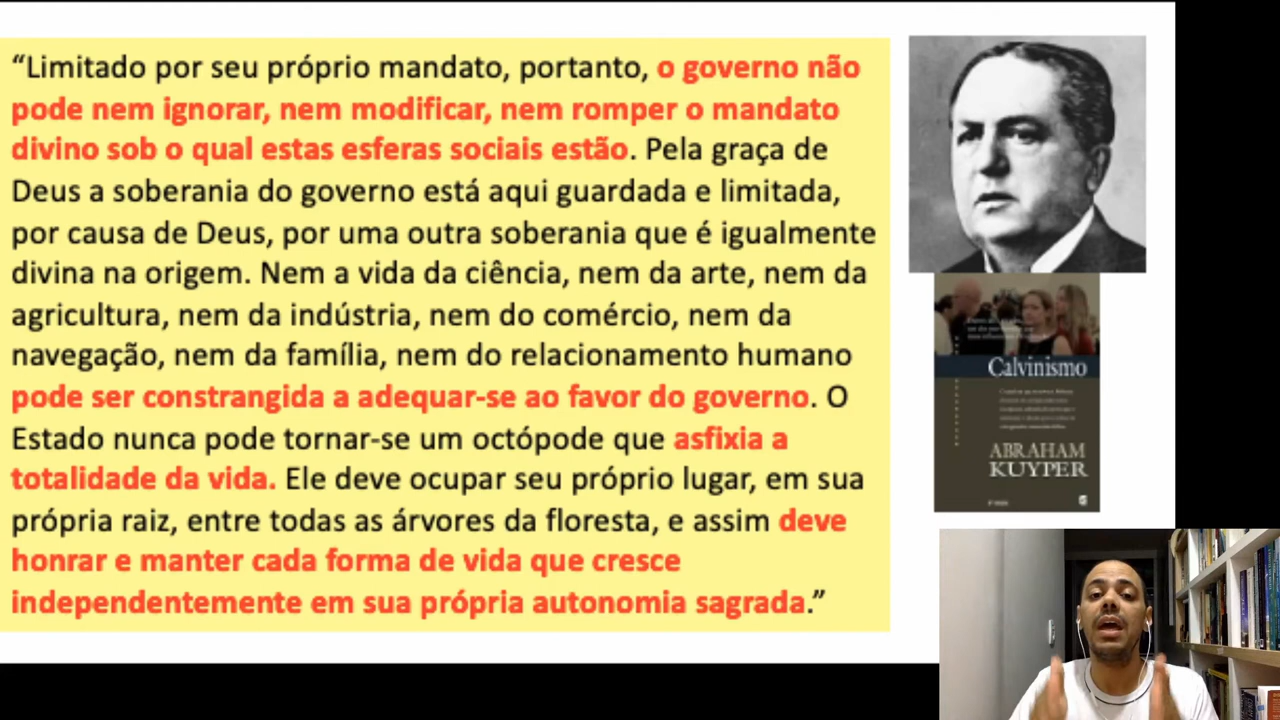 “Limitado por seu próprio mandato, portanto, o governo não
pode nem ignorar, nem modificar, nem romper o mandato
divino sob o qual estas esferas sociais estão. Pela graça de
Deus a soberania do governo está aqui guardada e limitada,
por causa de Deus, por uma outra soberania que é igualmente
divina na origem. Nem a vida da ciência, nem da arte, nem da
agricultura, nem da indústria, nem do comércio, nem da
navegação, nem da família, nem do relacionamento humano
pode ser constrangida a adequar-se ao favor do governo. O
Estado nunca pode tornar-se um octópode que asfixia a
totalidade da vida. Ele deve ocupar seu próprio lugar, em sua
própria raiz, entre todas as árvores da floresta, e assim deve
honrar e manter cada forma de vida que cresce
independentemente em sua própria autonomia sagrada.”
Calvinismo
ABRAHAM
KUYPER